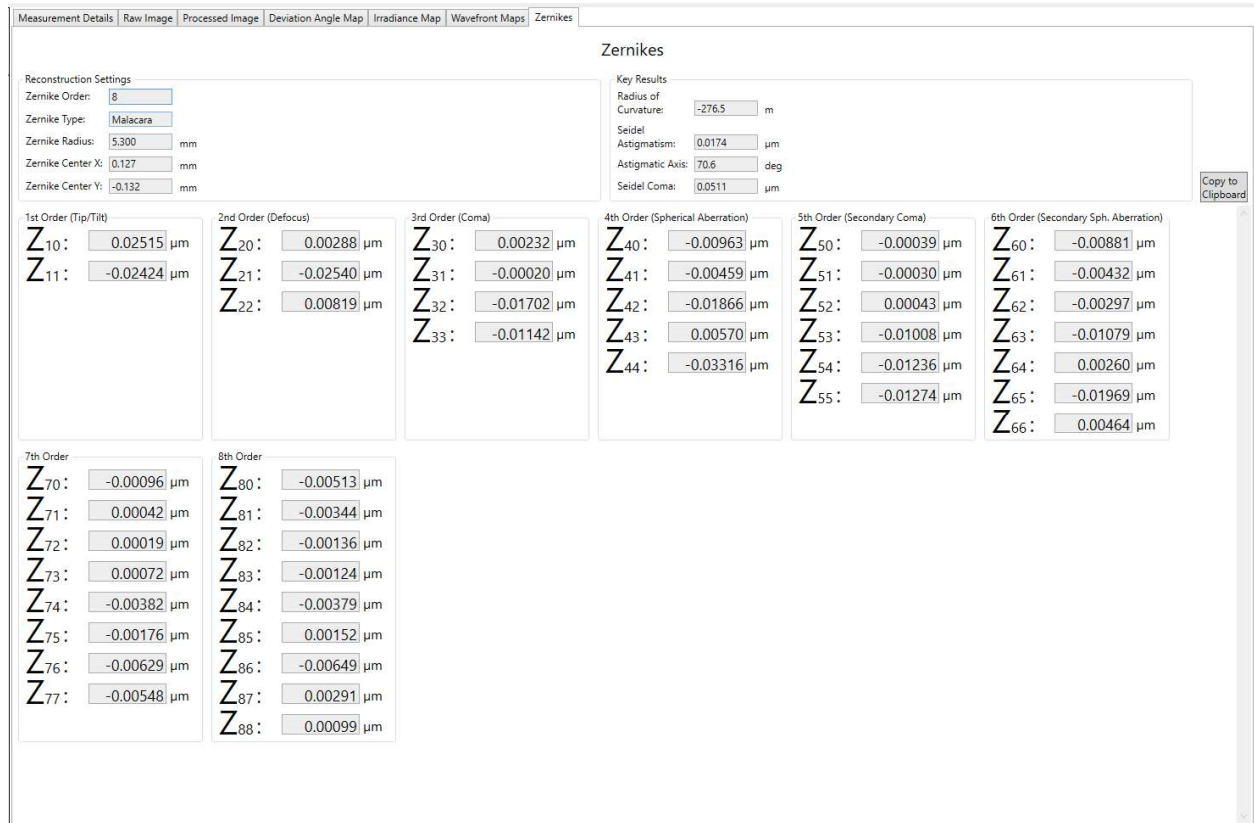 Measurement Details Raw Image Processed Image Deviation Angle Map Irradiance Map Wavefront Maps Zernikes
Zernikes
Reconstruction Settings
Zernike Order: 8
Zernike Type: Malacara
Zernike Radius: 5.300 mm
Zernike Center X: 0.127 mm
Zernike Center Y: -0.132 mm
Key Results
Radius of
Curvature: -276.5 m
Seidel
Astigmatism: 0.0174 µm
Astigmatic Axis: 70.6 deg
Seidel Coma: 0.0511 µm
Copy to
Clipboard
1st Order (Tip/Tilt)
Z10: 0.02515 µm
Z11: -0.02424 µm
2nd Order (Defocus)
Z20: 0.00288 µm
Z21: -0.02540 µm
Z22: 0.00819 µm
3rd Order (Coma)
Z30: 0.00232 µm
Z31: -0.00020 µm
Z32: -0.01702 µm
Z33: -0.01142 µm
4th Order (Spherical Aberration)
Z40: -0.00963 µm
Z41: -0.00459 µm
Z42: -0.01866 µm
Z43: 0.00570 µm
Z44: -0.03316 µm
5th Order (Secondary Coma)
Z50: -0.00039 µm
Z51: -0.00030 µm
Z52: 0.00043 µm
Z53: -0.01008 µm
Z54: -0.01236 µm
Z55: -0.01274 µm
6th Order (Secondary Sph. Aberration)
Z60: -0.00881 µm
Z61: -0.00432 µm
Z62: -0.00297 µm
Z63: -0.01079 µm
Z64: 0.00260 µm
Z65: -0.01969 µm
Z66: 0.00464 µm
7th Order
Z70: -0.00096 µm
Z71: 0.00042 µm
Z72: 0.00019 µm
Z73: 0.00072 µm
Z74: -0.00382 µm
Z75: -0.00176 µm
Z76: -0.00629 µm
Z77: -0.00548 µm
8th Order
Z80: -0.00513 µm
Z81: -0.00344 µm
Z82: -0.00136 µm
Z83: -0.00124 µm
Z84: -0.00379 µm
Z85: 0.00152 µm
Z86: -0.00649 µm
Z87: 0.00291 µm
Z88: 0.00099 µm